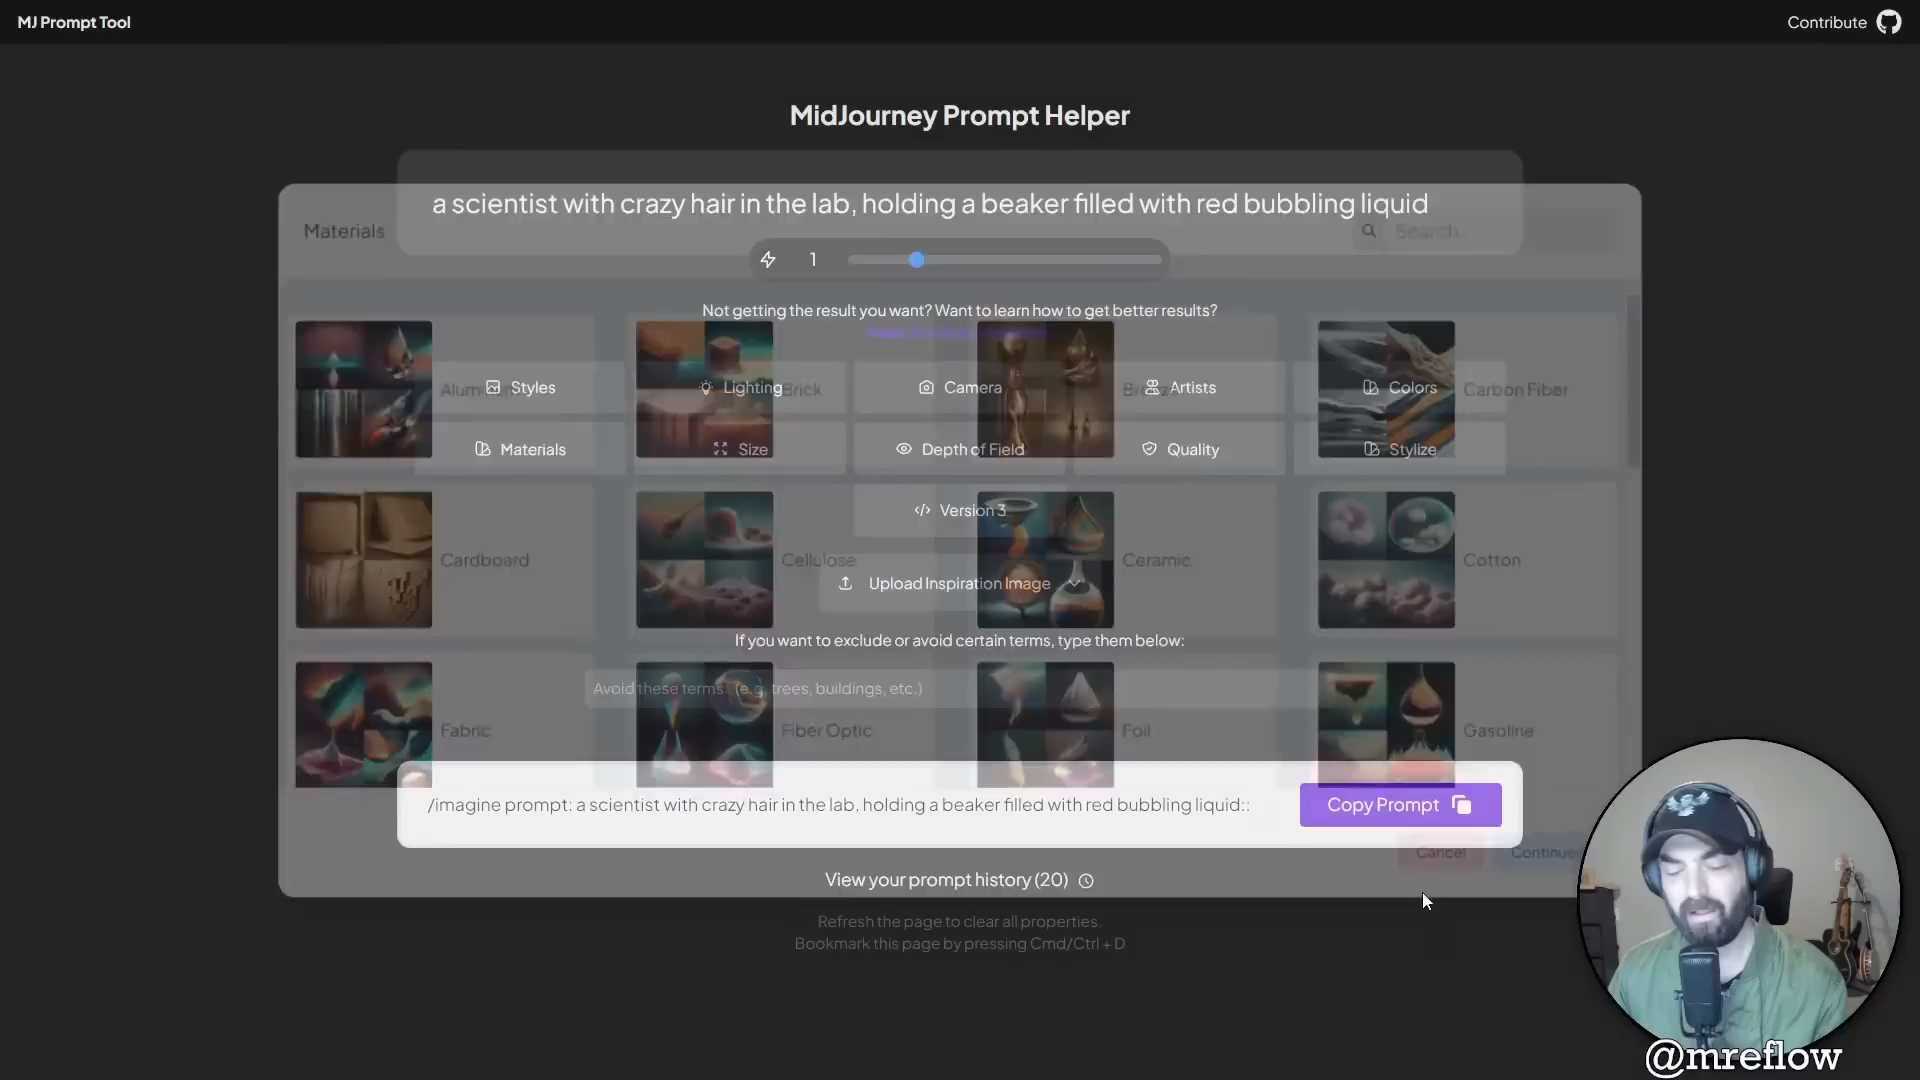 MJ Prompt Tool
Contribute
MidJourney Prompt Helper
a scientist with crazy hair in the lab, holding a beaker filled with red bubbling liquid
Materials
Search...
1
Not getting the result you want? Want to learn how to get better results?
Styles
Lighting
Camera
Artists
Colors
Brick
Carbon Fiber
Materials
Size
Depth of Field
Quality
Stylize
Version 3
Cardboard
Cellulose
Ceramic
Cotton
Upload Inspiration Image
If you want to exclude or avoid certain terms, type them below:
Avoid these terms (e.g. trees, buildings, etc.)
Fabric
Fiber Optic
Foil
Gasoline
/imagine prompt: a scientist with crazy hair in the lab, holding a beaker filled with red bubbling liquid::
Copy Prompt
Cancel
Continue
View your prompt history (20)
Refresh the page to clear all properties.
Bookmark this page by pressing Cmd/Ctrl + D
@mreflow